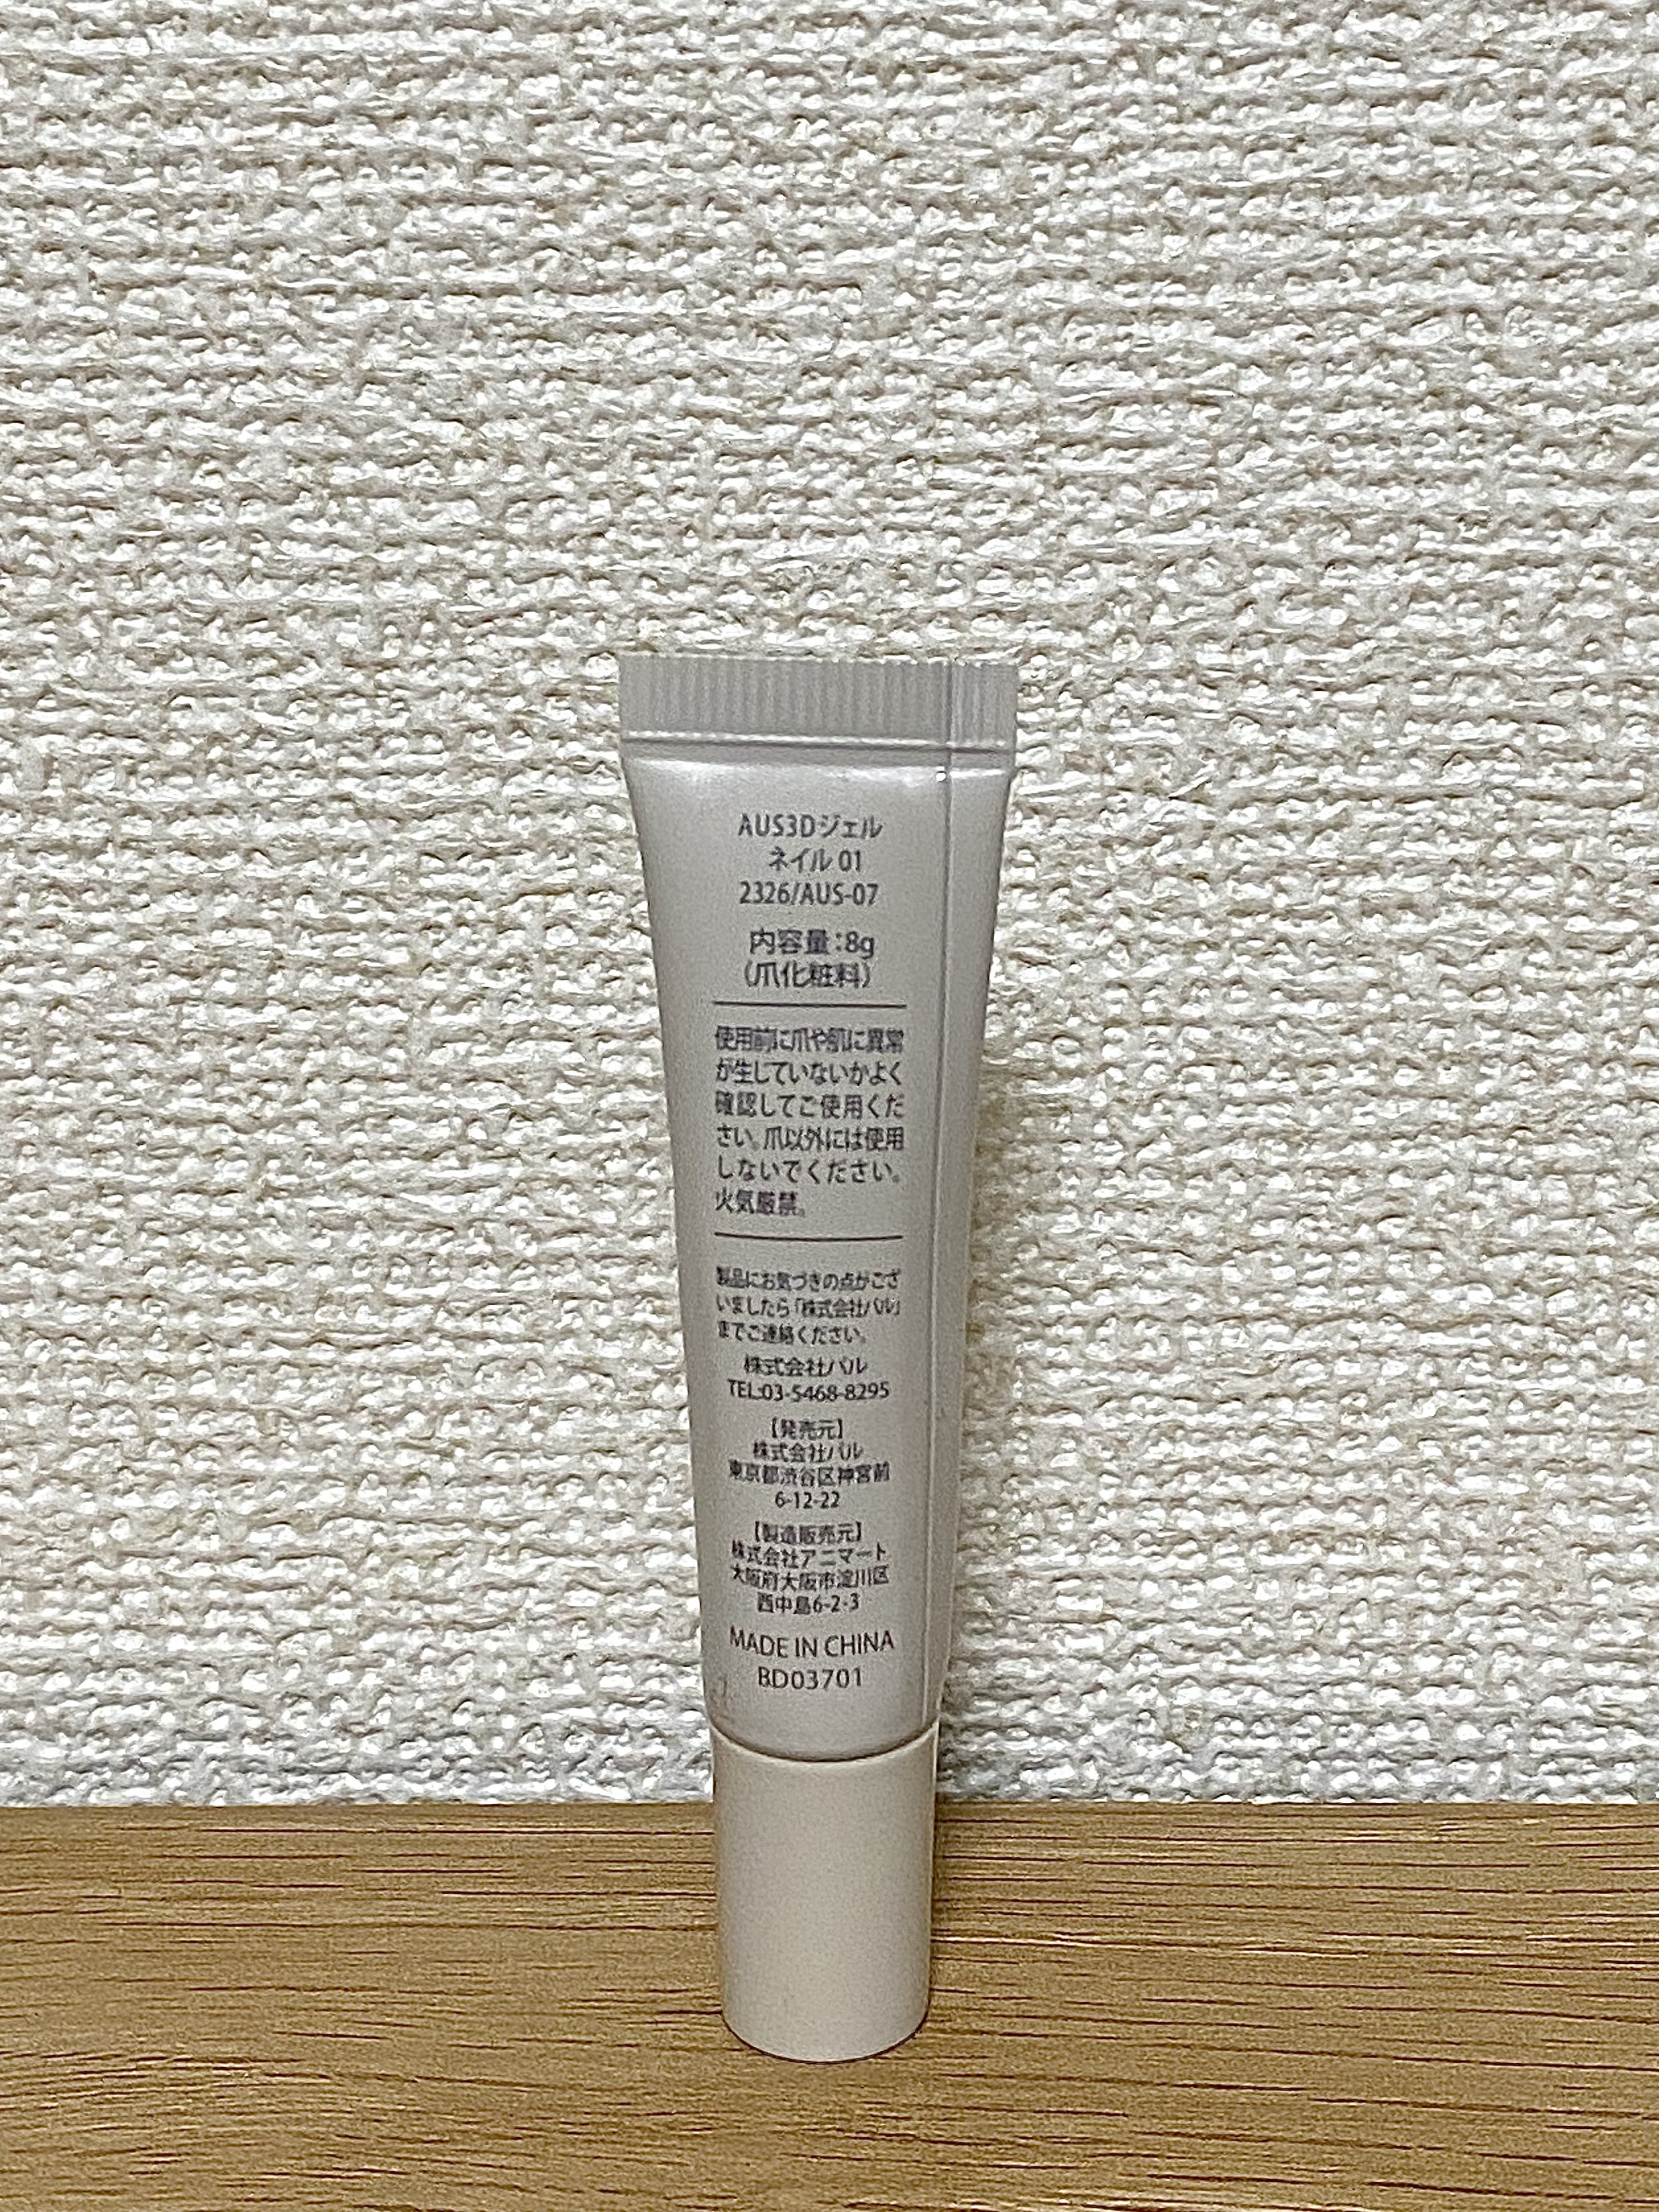 AUS3Dジェル
ネイル 01
2326/AUS-07
内容量:8g
(爪化粧料)
使用前に爪や肌に異常
が生していないかよく
確認してご使用くだ
さい。爪以外には使用
しないでください。
火気厳禁。
製品にお気づきの点がござ
いましたら「株式会社パル」
までご連絡ください。
株式会社パル
TEL:03-5468-8295
【発売元】
株式会社パル
東京都渋谷区神宮前
6-12-22
【製造販売元】
株式会社アニマート
大阪府大阪市淀川区
西中島6-2-3
MADE IN CHINA
BD03701